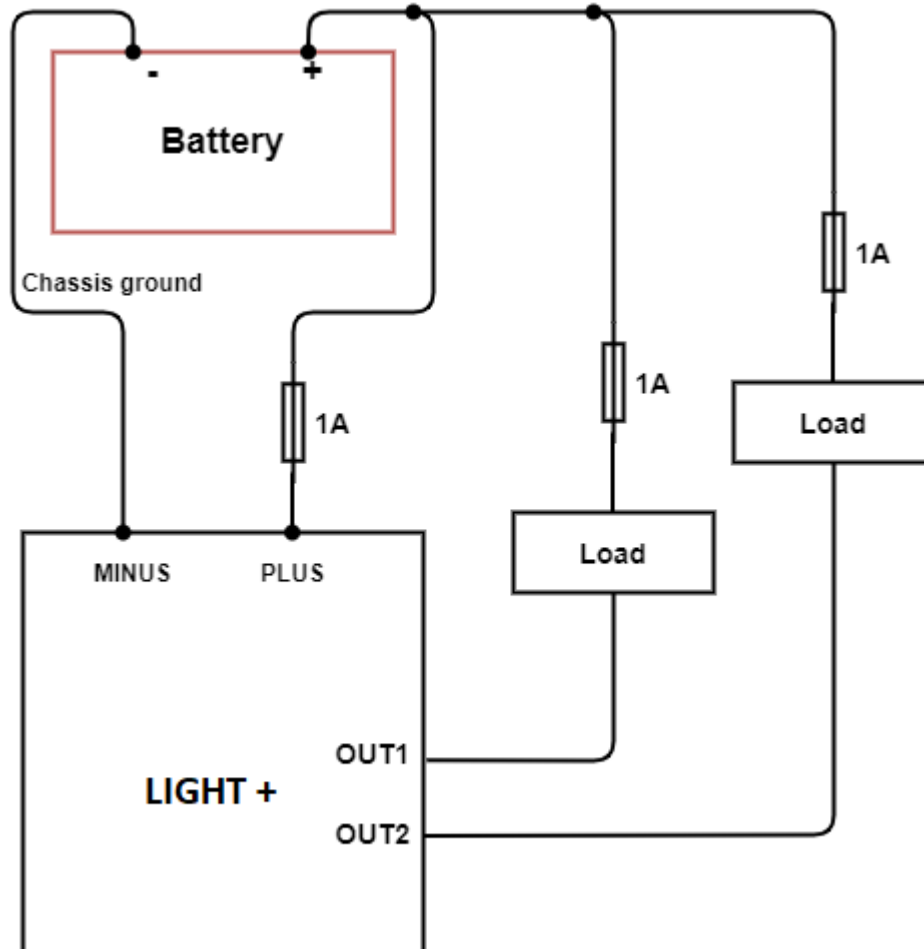 - +
Battery
Chassis ground
1A
1A
1A
Load
Load
MINUS PLUS
OUT1
LIGHT +
OUT2